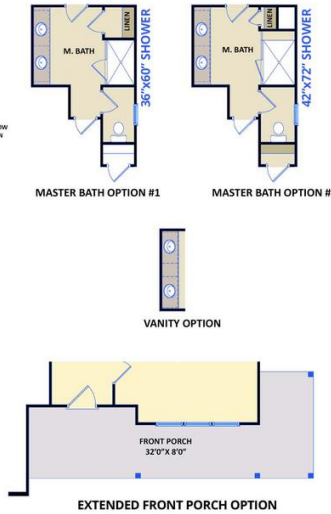 LINEN
M. BATH
36"x60" SHOWER
MASTER BATH OPTION #1
LINEN
M. BATH
42"x72" SHOWER
MASTER BATH OPTION #
OW
N
VANITY OPTION
FRONT PORCH
32'0"X 8'0"
EXTENDED FRONT PORCH OPTION